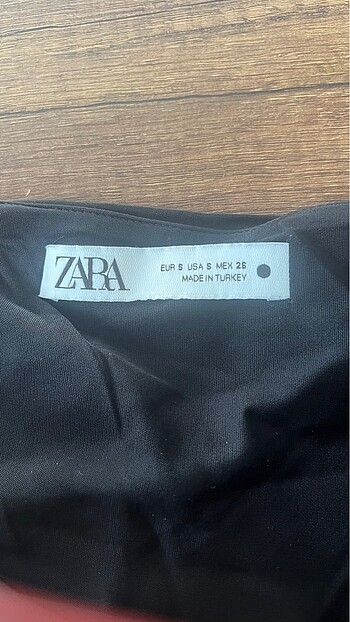 ZARA
EUR S USA S MEX 26
MADE IN TURKEY